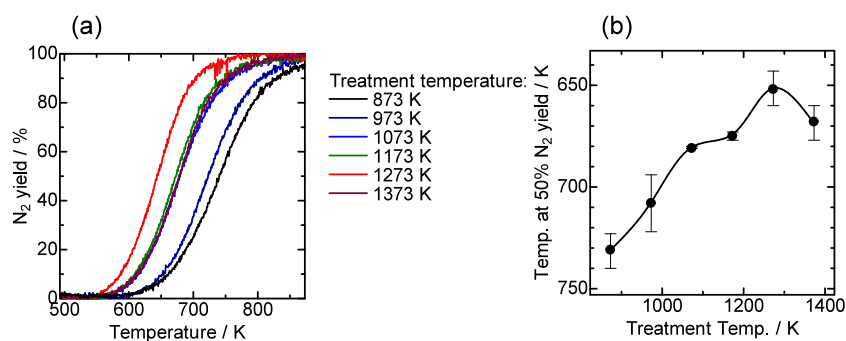 (a)
100
80
60
40
20
0
N₂ yield / %
500 600 700 800
Temperature / K
Treatment temperature:
873 K
973 K
1073 K
1173 K
1273 K
1373 K
(b)
650
700
750
Temp. at 50% N₂ yield / K
1000 1200 1400
Treatment Temp. / K